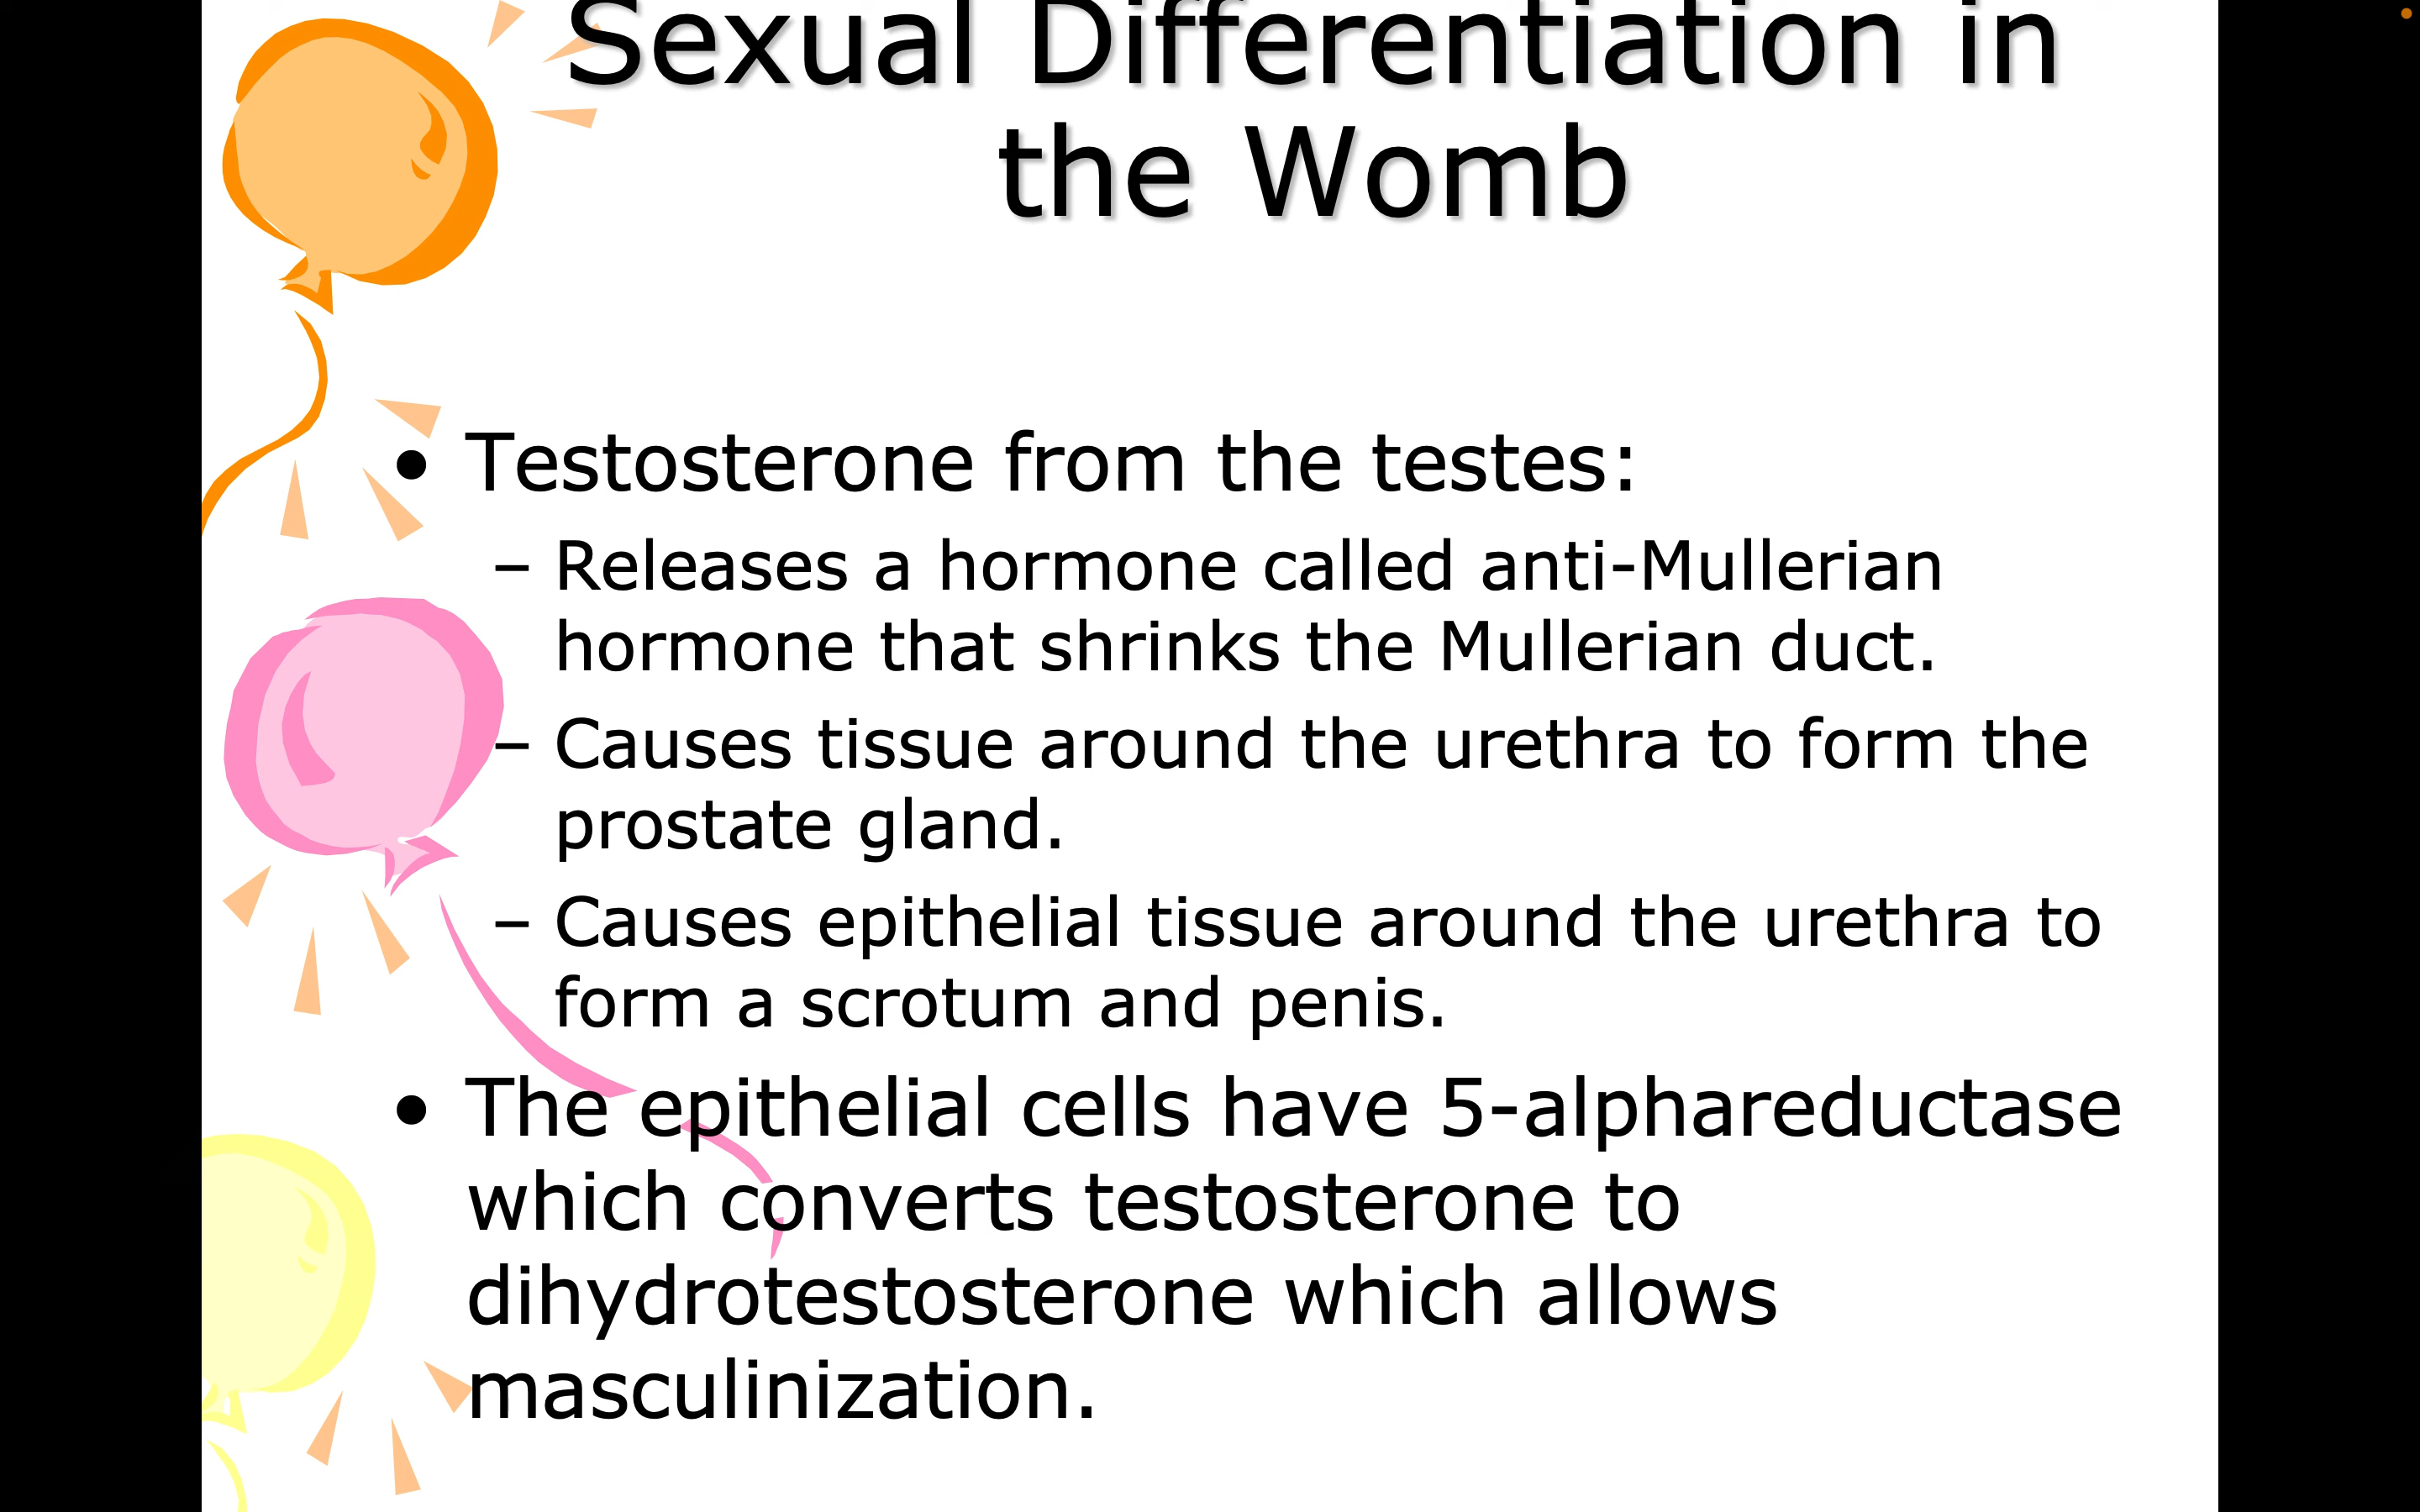 Sexual Differentiation in
the Womb
• Testosterone from the testes:
– Releases a hormone called anti-Mullerian
hormone that shrinks the Mullerian duct.
– Causes tissue around the urethra to form the
prostate gland.
– Causes epithelial tissue around the urethra to
form a scrotum and penis.
• The epithelial cells have 5-alphareductase
which converts testosterone to
dihydrotestosterone which allows
masculinization.